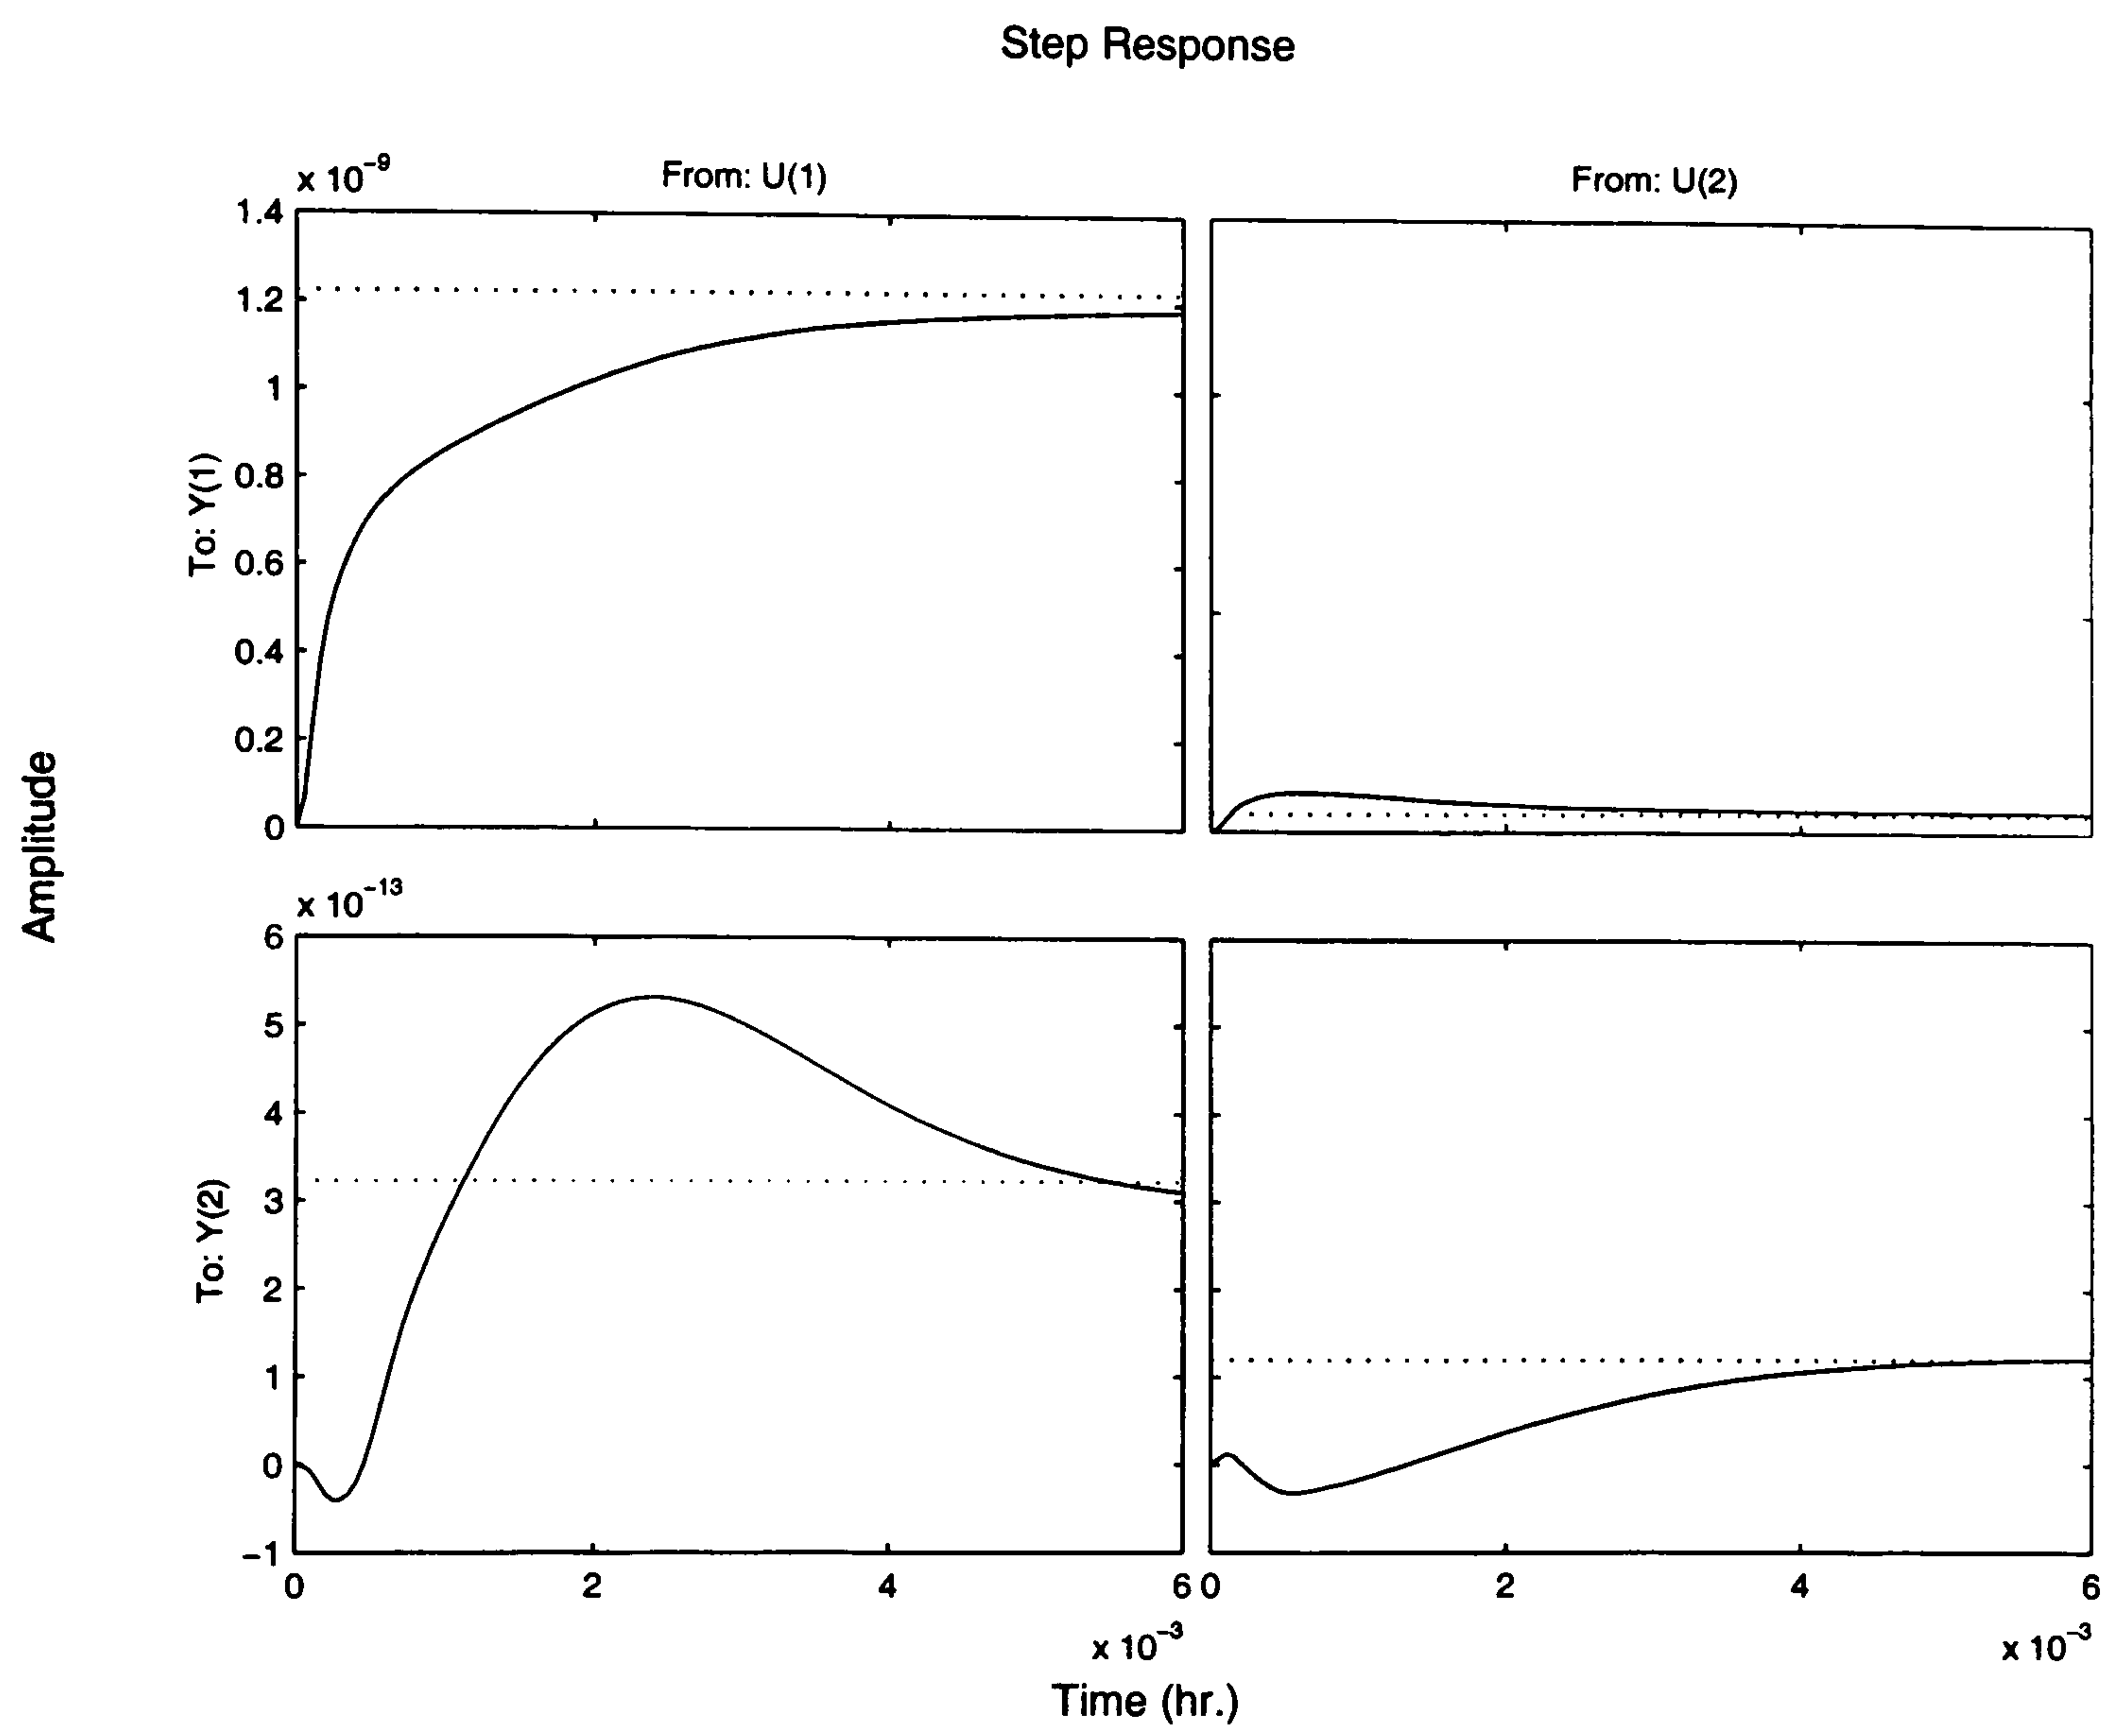 Step Response
x 10^-9
From: U(1)
From: U(2)
1.4
1.2
1
0.8
0.6
0.4
0.2
0
To: Y(1)
Amplitude
x 10^-13
6
5
4
3
2
1
0
-1
To: Y(2)
0 2 4 6 0 2 4 6
x 10^-3 x 10^-3
Time (hr.)